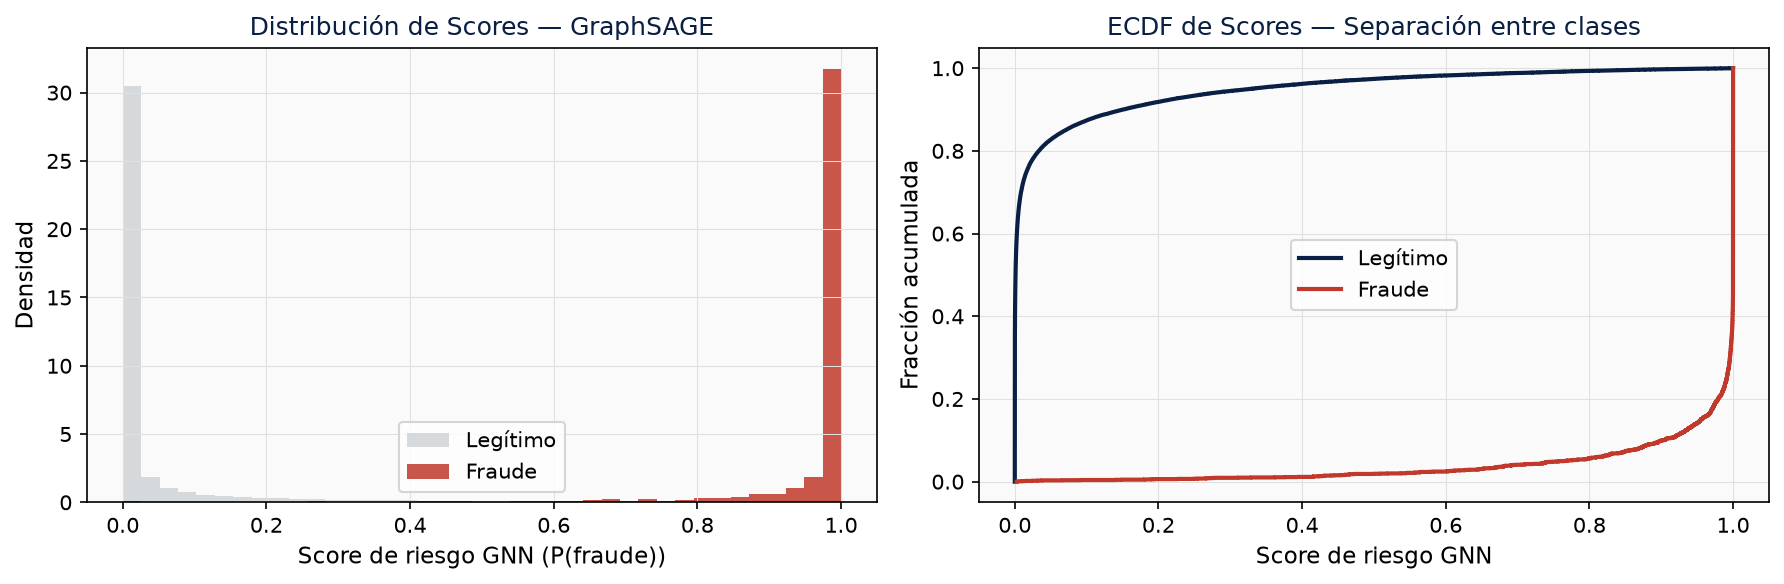 Distribución de Scores — GraphSAGE
Densidad
30
25
20
15
10
5
0
Legítimo
Fraude
0.0 0.2 0.4 0.6 0.8 1.0
Score de riesgo GNN (P(fraude))
ECDF de Scores — Separación entre clases
Fracción acumulada
1.0
0.8
0.6
0.4
0.2
0.0
Legítimo
Fraude
0.0 0.2 0.4 0.6 0.8 1.0
Score de riesgo GNN